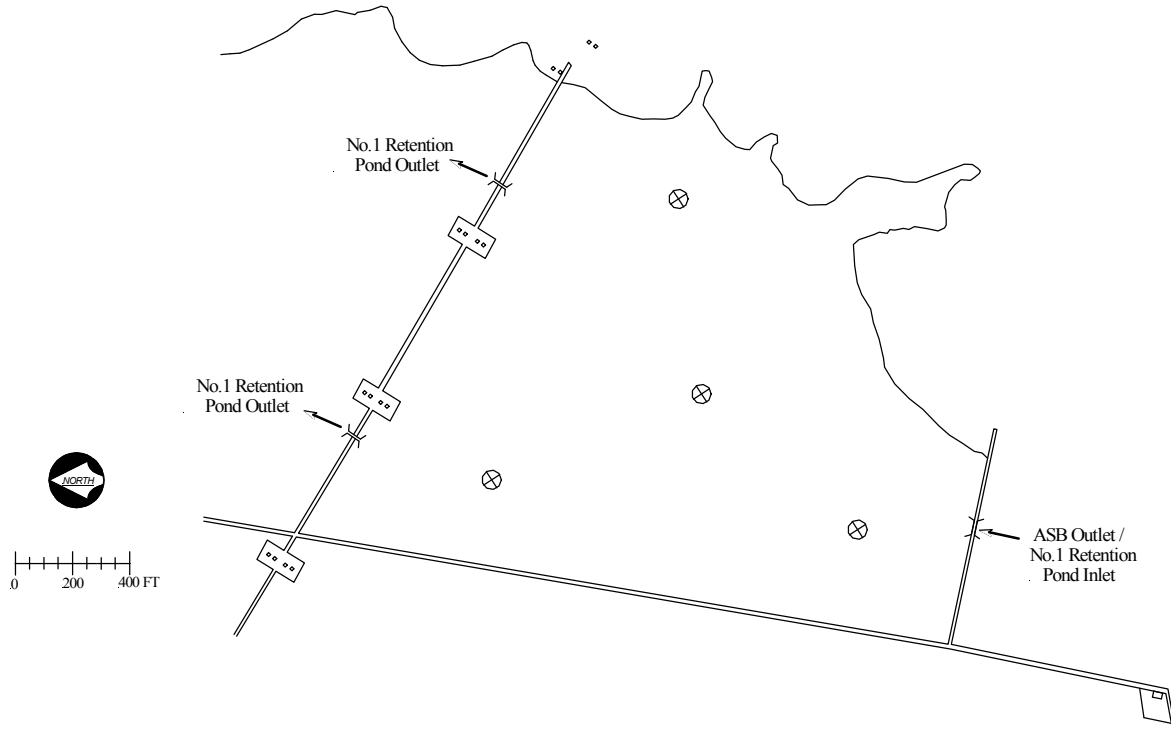 No.1 Retention
Pond Outlet
No.1 Retention
Pond Outlet
NORTH
0 200 400 FT
ASB Outlet /
No.1 Retention
Pond Inlet